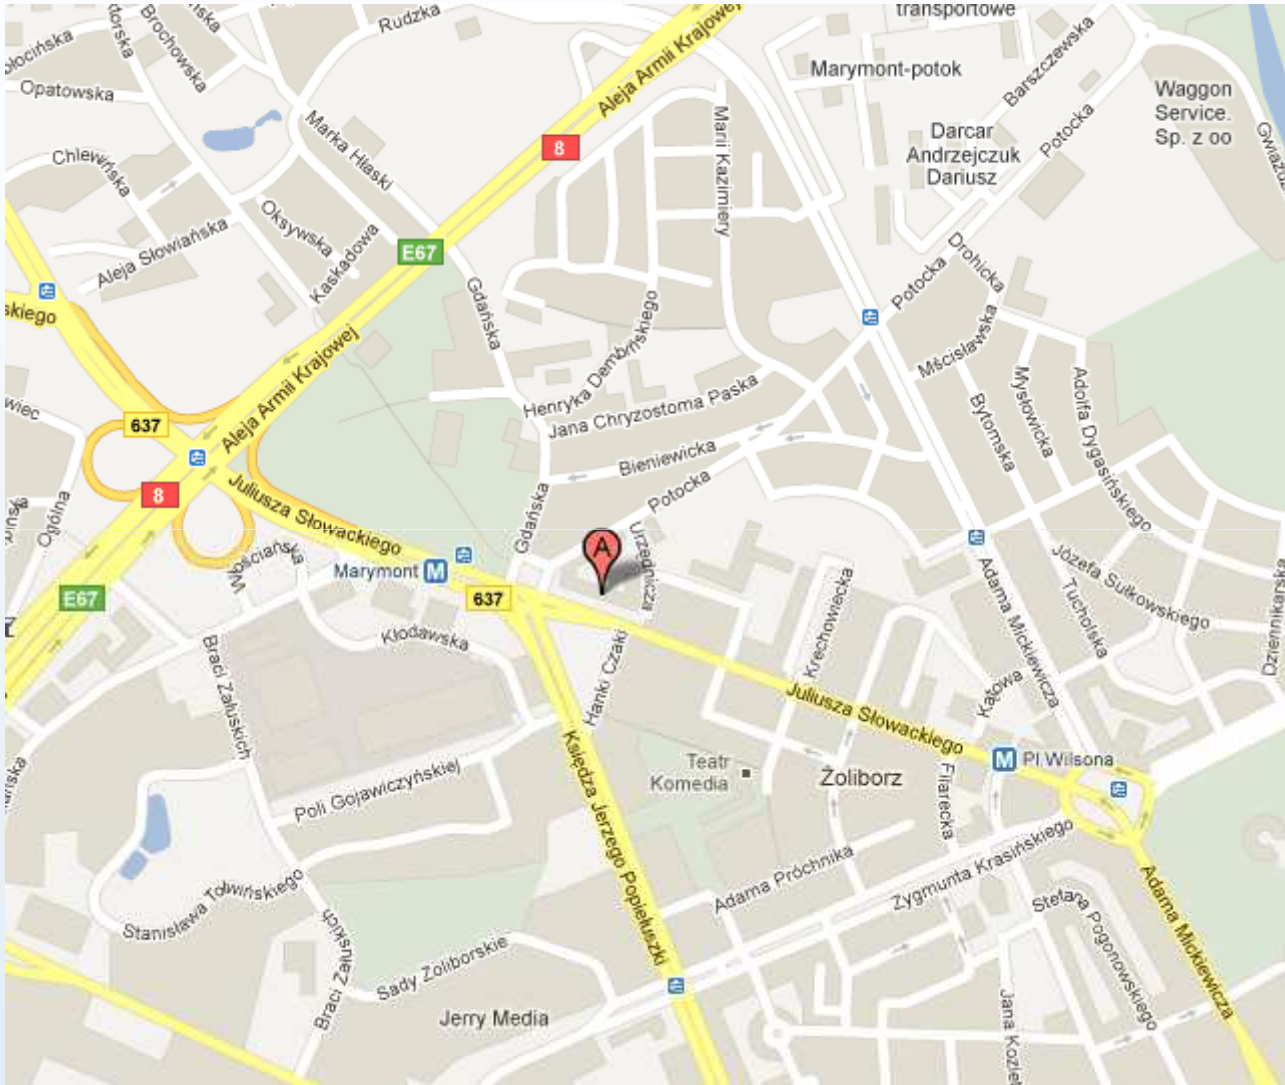 transportowe
Rudzka
Aleja Armii Krajowej
Brochowska
Opatowska
Marymont-potok
Barszczewska
Waggon
Service.
Sp. z oo
Marka Hłaski
8
Marii Kazimiery
Darcar
Andrzejczuk
Dariusz
Potocka
Chlewińska
Oksywska
Aleja Słowiańska
Kaskadowa
E67
Gdańska
Potocka
Drohicka
skiego
Aleja Armii Krajowej
Henryka Dembińskiego
Jana Chryzostoma Paska
Mścisławska
Mysłowicka
Adolfa Dygasińskiego
Bytomska
637
Bieniewicka
Potocka
8
Juliusza Słowackiego
Ogólna
Gdańska
Urzędnicza
A
Włościańska
Marymont
M
637
Adama Mickiewicza
Józefa Sułkowskiego
Tucholska
Dziennikarska
E67
Kłodawska
Hanki Czaki
Krechowiecka
Kątowa
Braci Załuskich
Juliusza Słowackiego
Księdza Jerzego Popiełuszki
Teatr
Komedia
M
Pl.Wilsona
Żoliborz
Filarecka
Poli Gojawiczyńskiej
Adama Próchnika
Zygmunta Krasińskiego
Stanisława Tołwińskiego
Braci Załuskich
Sady Żoliborskie
Stefana Pogonowskiego
Adama Mickiewicza
Jerry Media
Jana Koziet